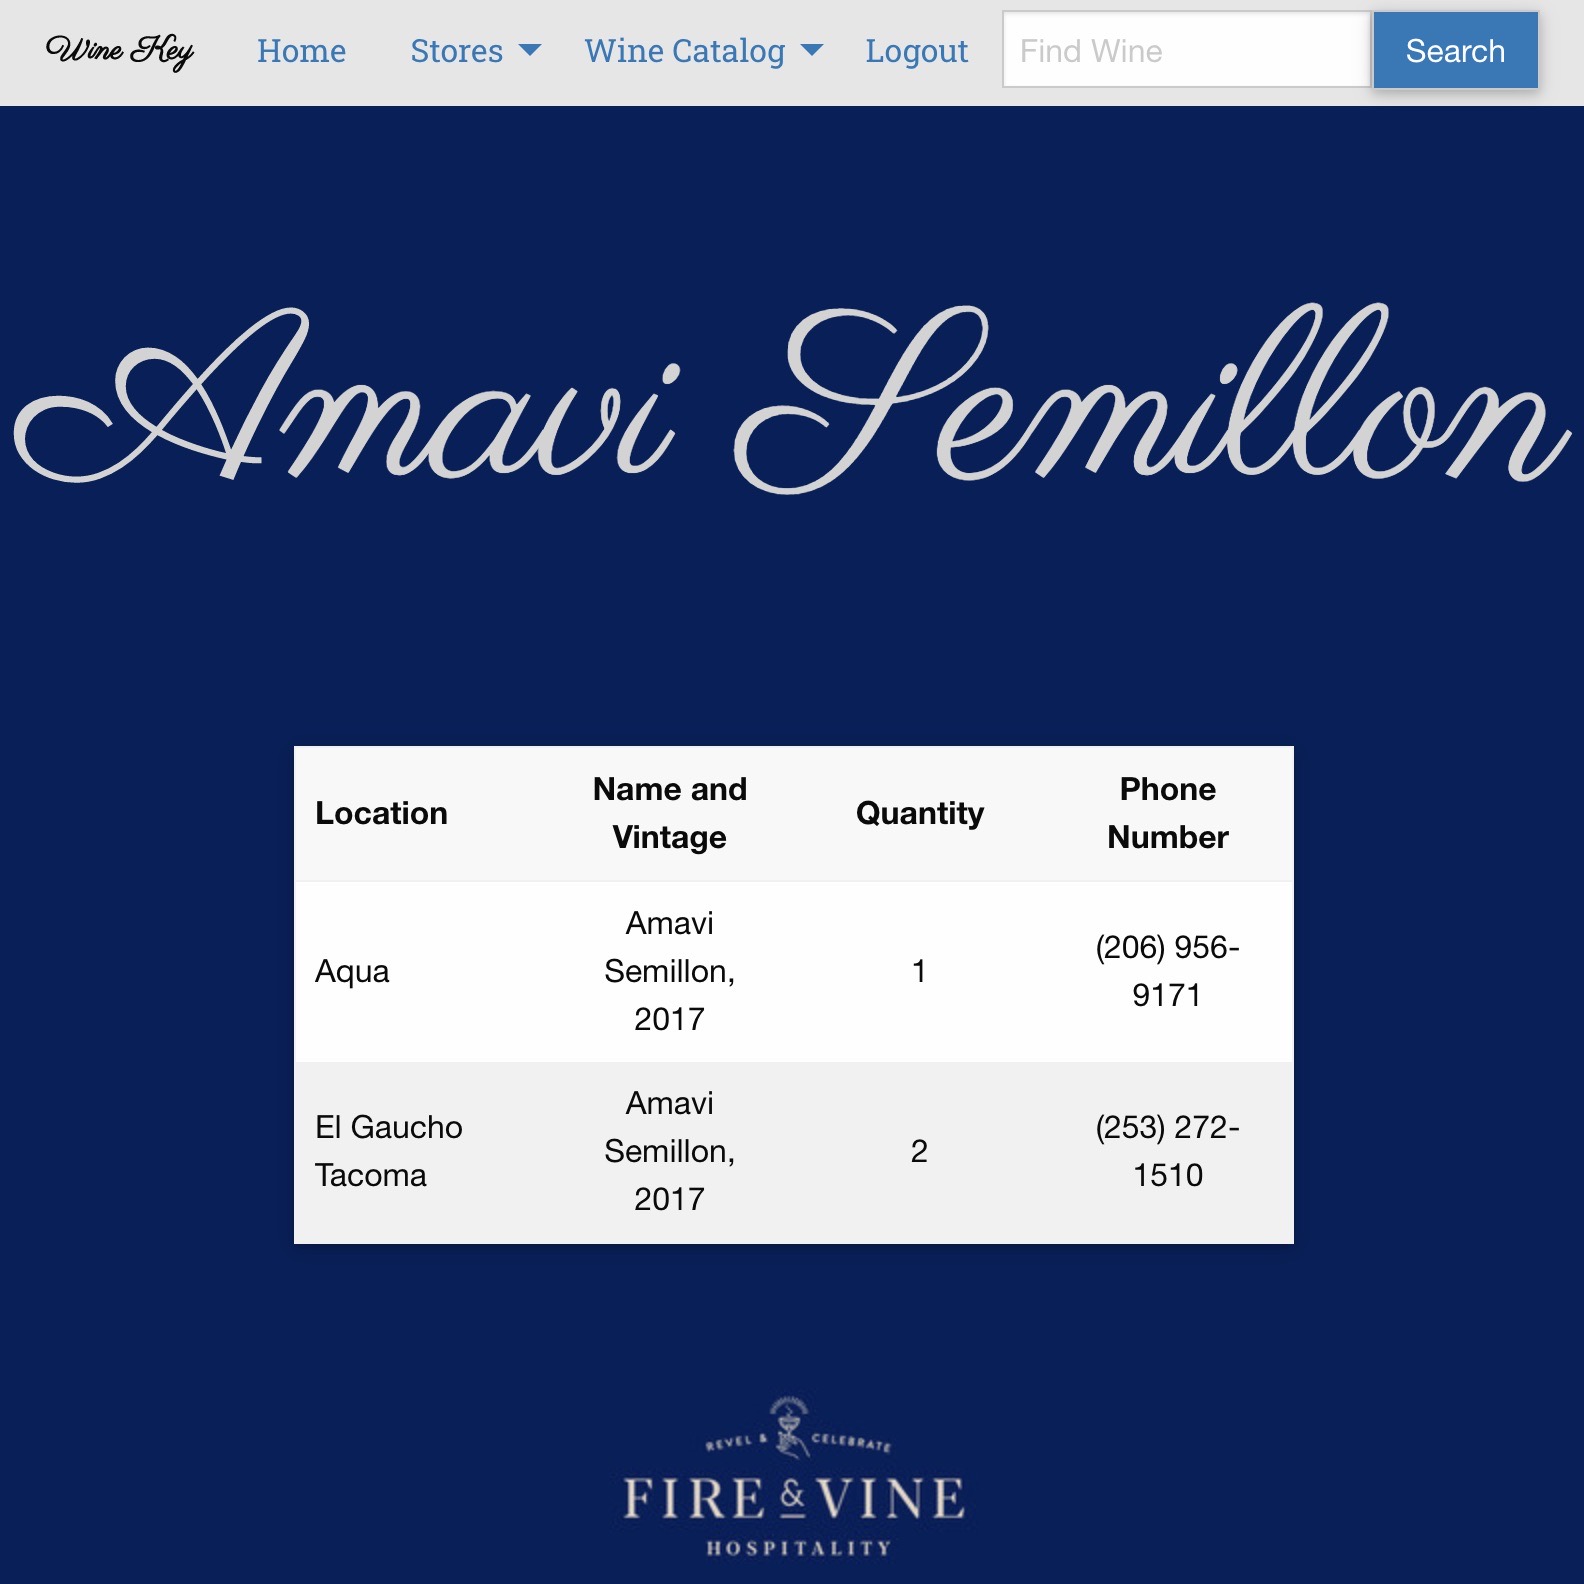 Wine Key Home Stores Wine Catalog Logout Find Wine Search
Amavi Semillon
Location Name and Vintage Quantity Phone Number
Aqua Amavi Semillon, 2017 1 (206) 956-9171
El Gaucho Tacoma Amavi Semillon, 2017 2 (253) 272-1510
REVEL & CELEBRATE
FIRE & VINE
HOSPITALITY